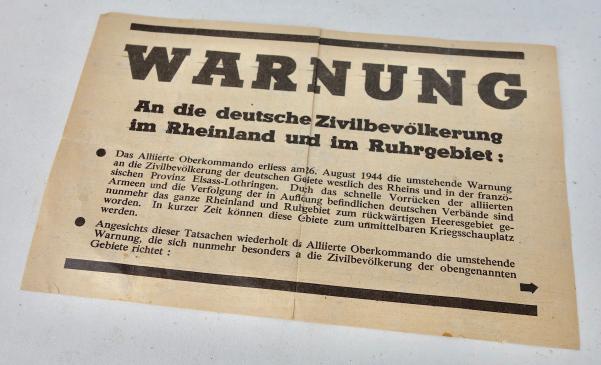 WARNUNG
An die deutsche Zivilbevölkerung
im Rheinland und im Ruhrgebiet :
Das Alliierte Oberkommando erliess am 26. August 1944 die umstehende Warnung
an die Zivilbevölkerung der deutschen Gebiete westlich des Rheins und in der franzö-
sischen Provinz Elsass-Lothringen. Durch das schnelle Vorrücken der alliierten
Armeen und die Verfolgung der in Auflösung befindlichen deutschen Verbände sind
nunmehr das ganze Rheinland und Ruhrgebiet zum rückwärtigen Heeresgebiet ge-
worden. In kurzer Zeit können diese Gebiete zum unmittelbaren Kriegsschauplatz
werden.
Angesichts dieser Tatsachen wiederholt das Alliierte Oberkommando die umstehende
Warnung, die sich nunmehr besonders an die Zivilbevölkerung der obengenannten
Gebiete richtet :